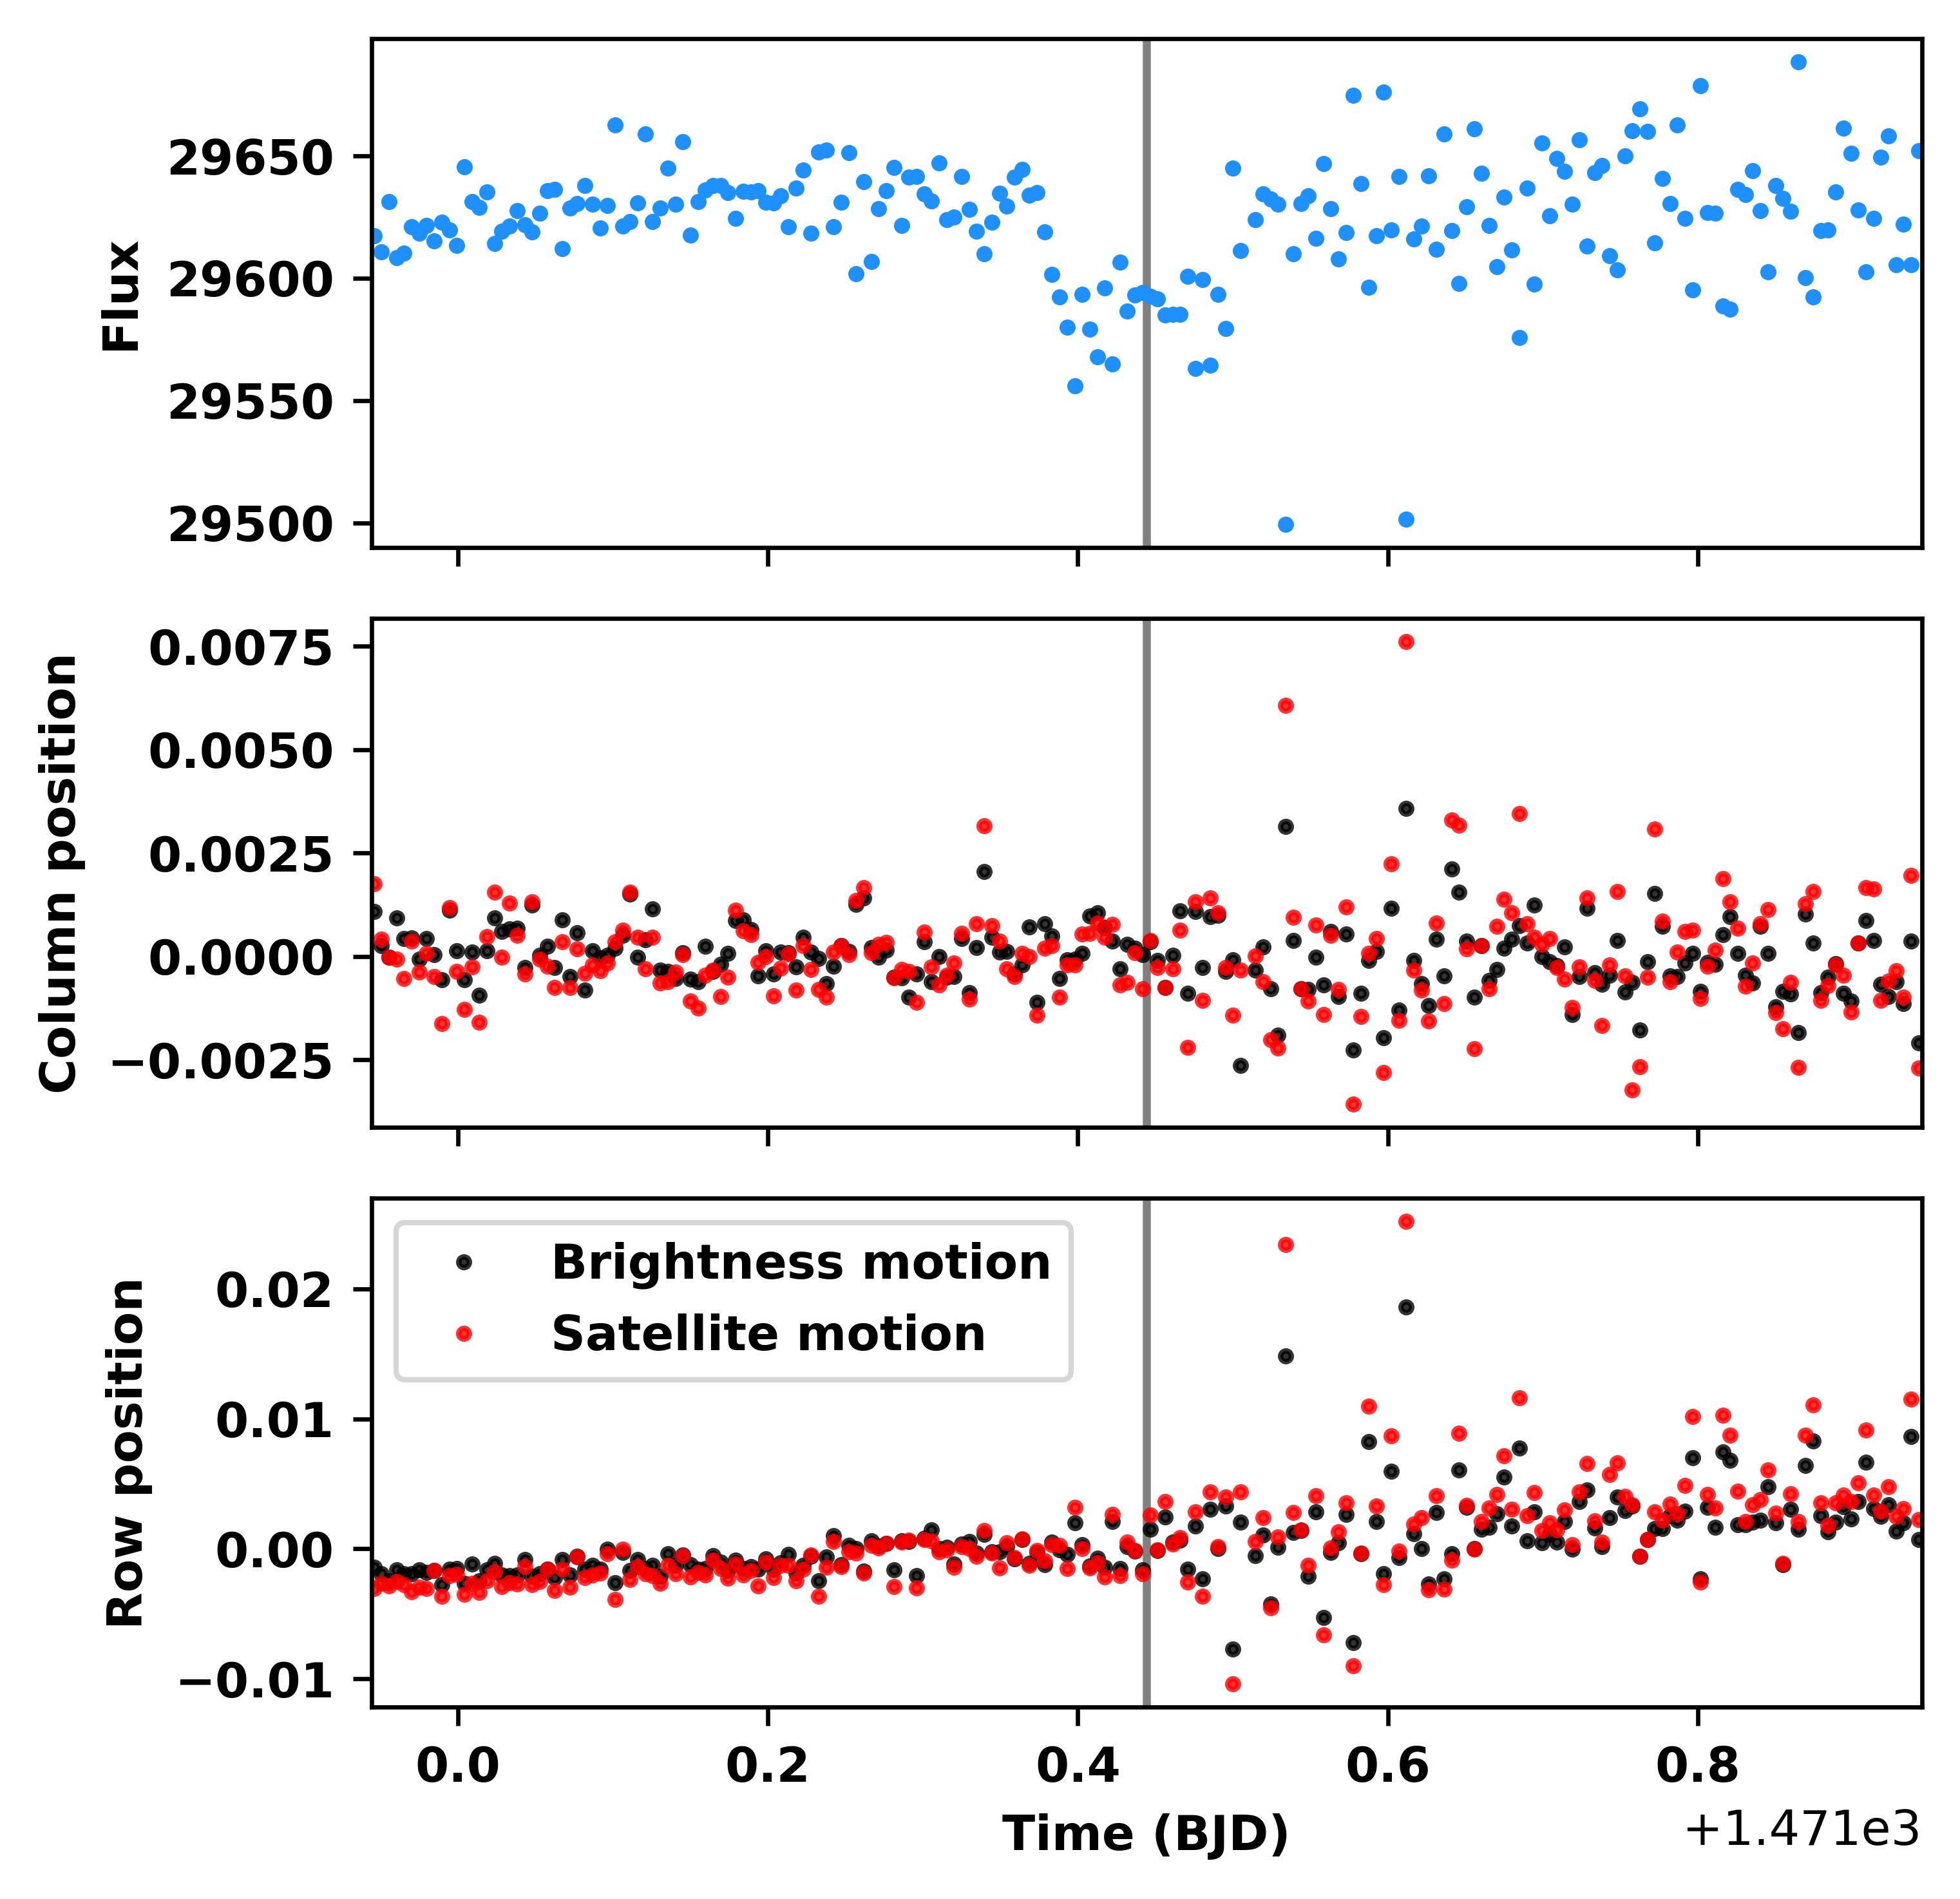 Flux
29650
29600
29550
29500
Column position
0.0075
0.0050
0.0025
0.0000
−0.0025
Row position
0.02
0.01
0.00
−0.01
Brightness motion
Satellite motion
0.0 0.2 0.4 0.6 0.8
Time (BJD)
+1.471e3